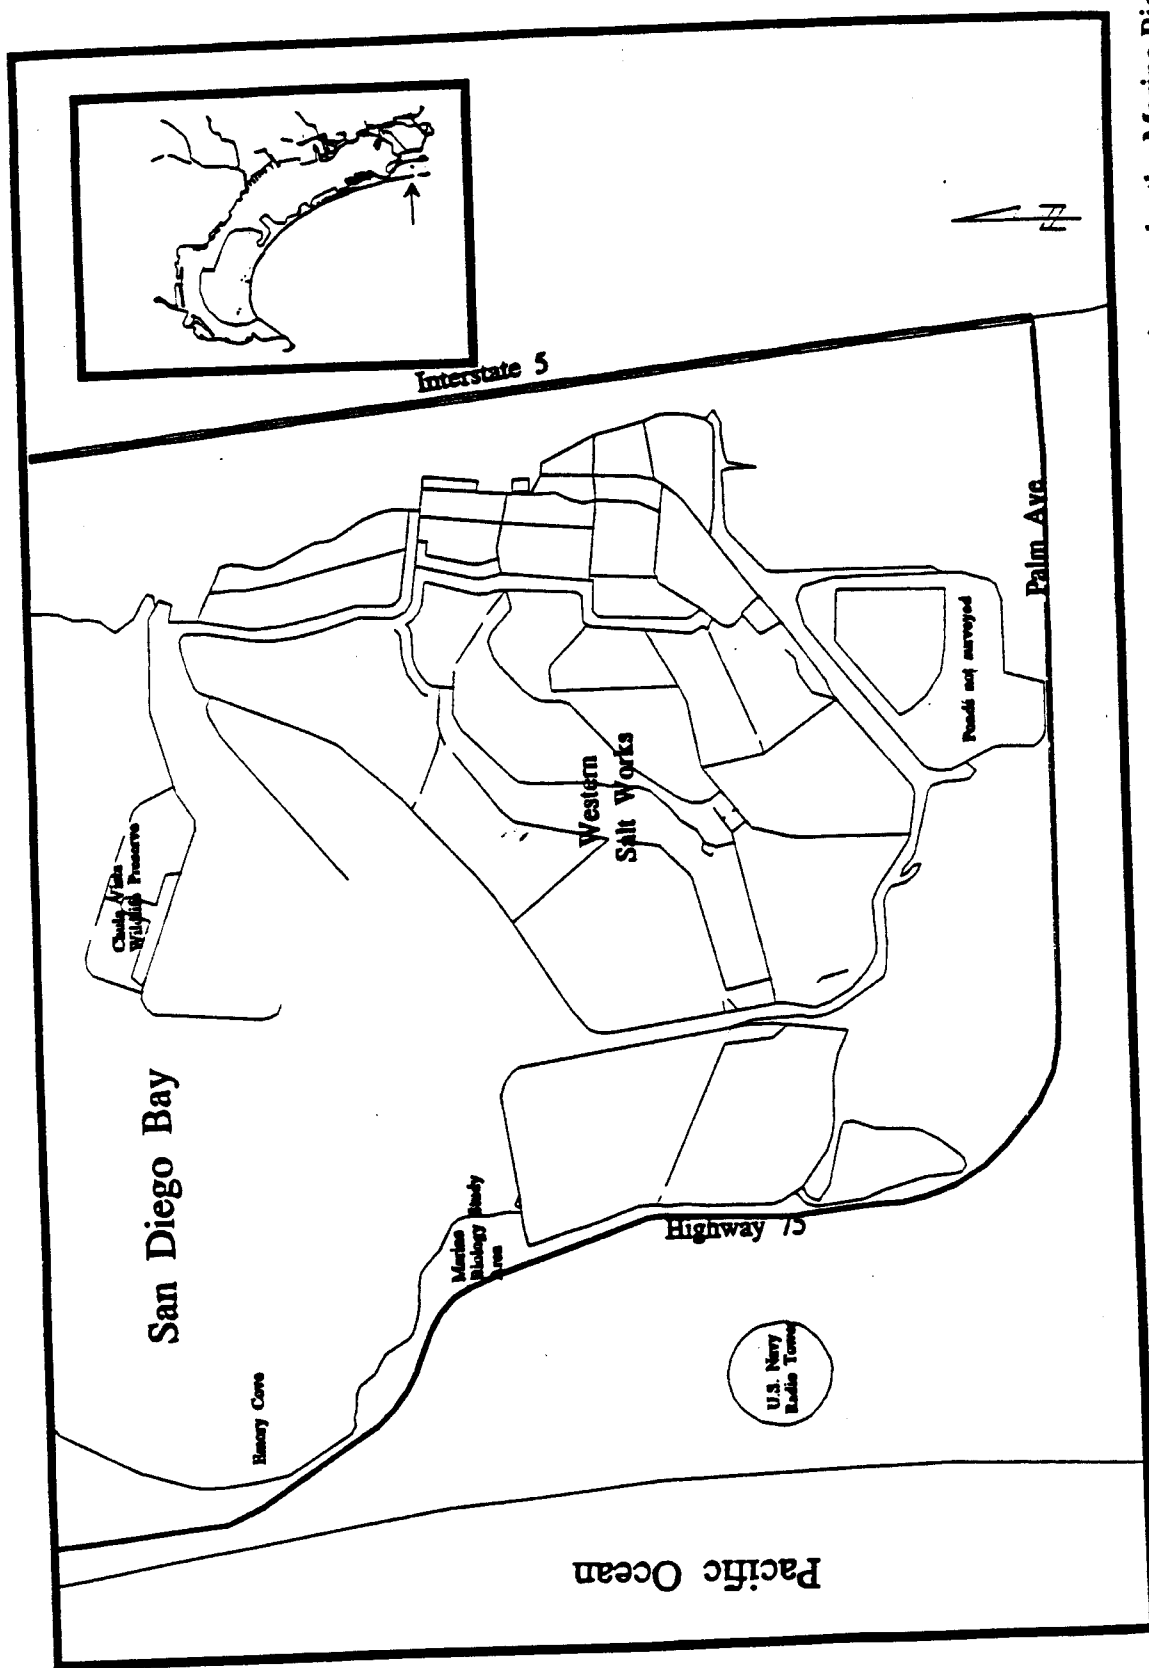 San Diego Bay
Emory Cove
Chula Vista
Wildlife Preserve
Marine
Biology Study
Area
Interstate 5
Western
Salt Works
Highway 75
U.S. Navy
Radio Tower
Ponds not surveyed
Palm Ave
Pacific Ocean
N